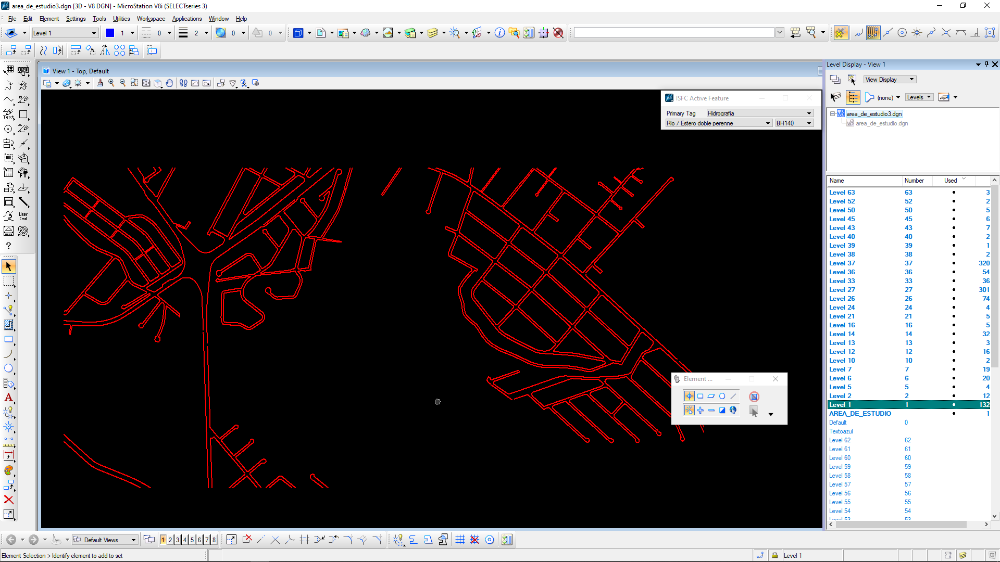 area_de_estudio3.dgn [3D - V8 DGN] - MicroStation V8i (SELECTseries 3)
File Edit Element Settings Tools Utilities Workspace Applications Window Help
Level 1 1 0 2 0 0
View 1 - Top, Default
Level Display - View 1
View Display
(none) Levels
area_de_estudio3.dgn
area_de_estudio.dgn
ISFC Active Feature
Primary Tag Hidrografia
Rio / Estero doble perenne BH140
Text
FT
User Cmd
?
A
Element ...
Name Number Used
Level 63 63 3
Level 52 52 2
Level 50 50 5
Level 45 45 6
Level 43 43 7
Level 40 40 2
Level 39 39 1
Level 38 38 2
Level 37 37 320
Level 36 36 54
Level 33 33 36
Level 27 27 301
Level 26 26 74
Level 24 24 4
Level 21 21 5
Level 16 16 5
Level 14 14 32
Level 13 13 3
Level 12 12 16
Level 10 10 2
Level 7 7 19
Level 6 6 20
Level 5 5 4
Level 2 2 12
Level 1 1 132
AREA_DE_ESTUDIO 1
Default 0
Textoazul
Level 62 62
Level 61 61
Level 60 60
Level 59 59
Level 58 58
Level 57 57
Level 56 56
Level 55 55
Level 54 54
Default Views 1 2 3 4 5 6 7 8
Element Selection > Identify element to add to set
Level 1